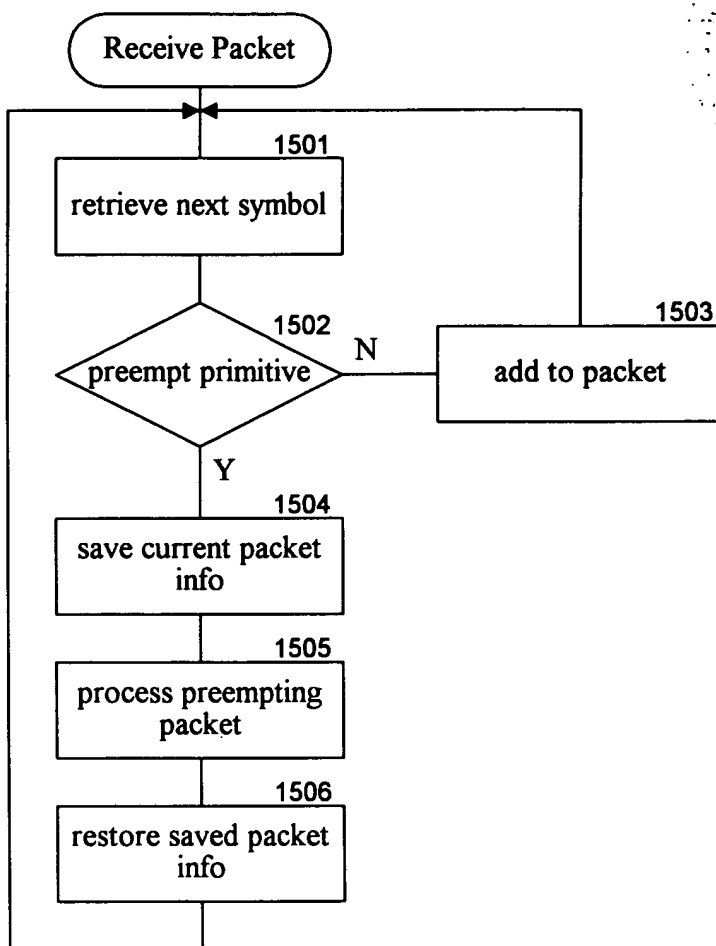 Receive Packet
1501
retrieve next symbol
1502
preempt primitive
N
1503
add to packet
Y
1504
save current packet
info
1505
process preempting
packet
1506
restore saved packet
info